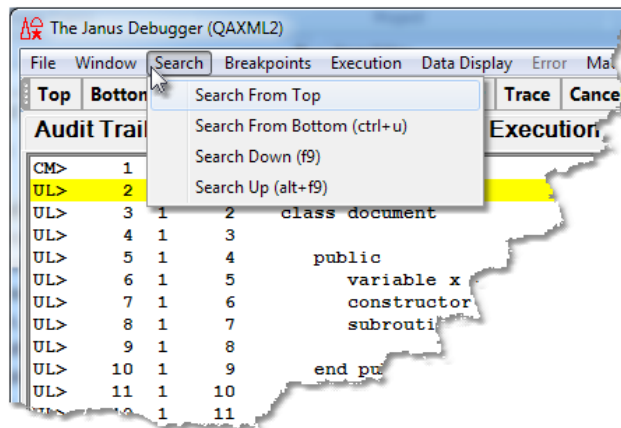 The Janus Debugger (QAXML2)
File Window Search Breakpoints Execution Data Display Error
Top Search From Top Trace
Search From Bottom (ctrl+u)
Audit Trail Execution
Search Down (f9)
CM> 1
Search Up (alt+f9)
UL> 2
UL> 3 1 2 class document
UL> 4 1 3
UL> 5 1 4 public
UL> 6 1 5 variable x
UL> 7 1 6 constructor
UL> 8 1 7
UL> 9 1 8
UL> 10 1 9 end
UL> 11 1 10
1 11